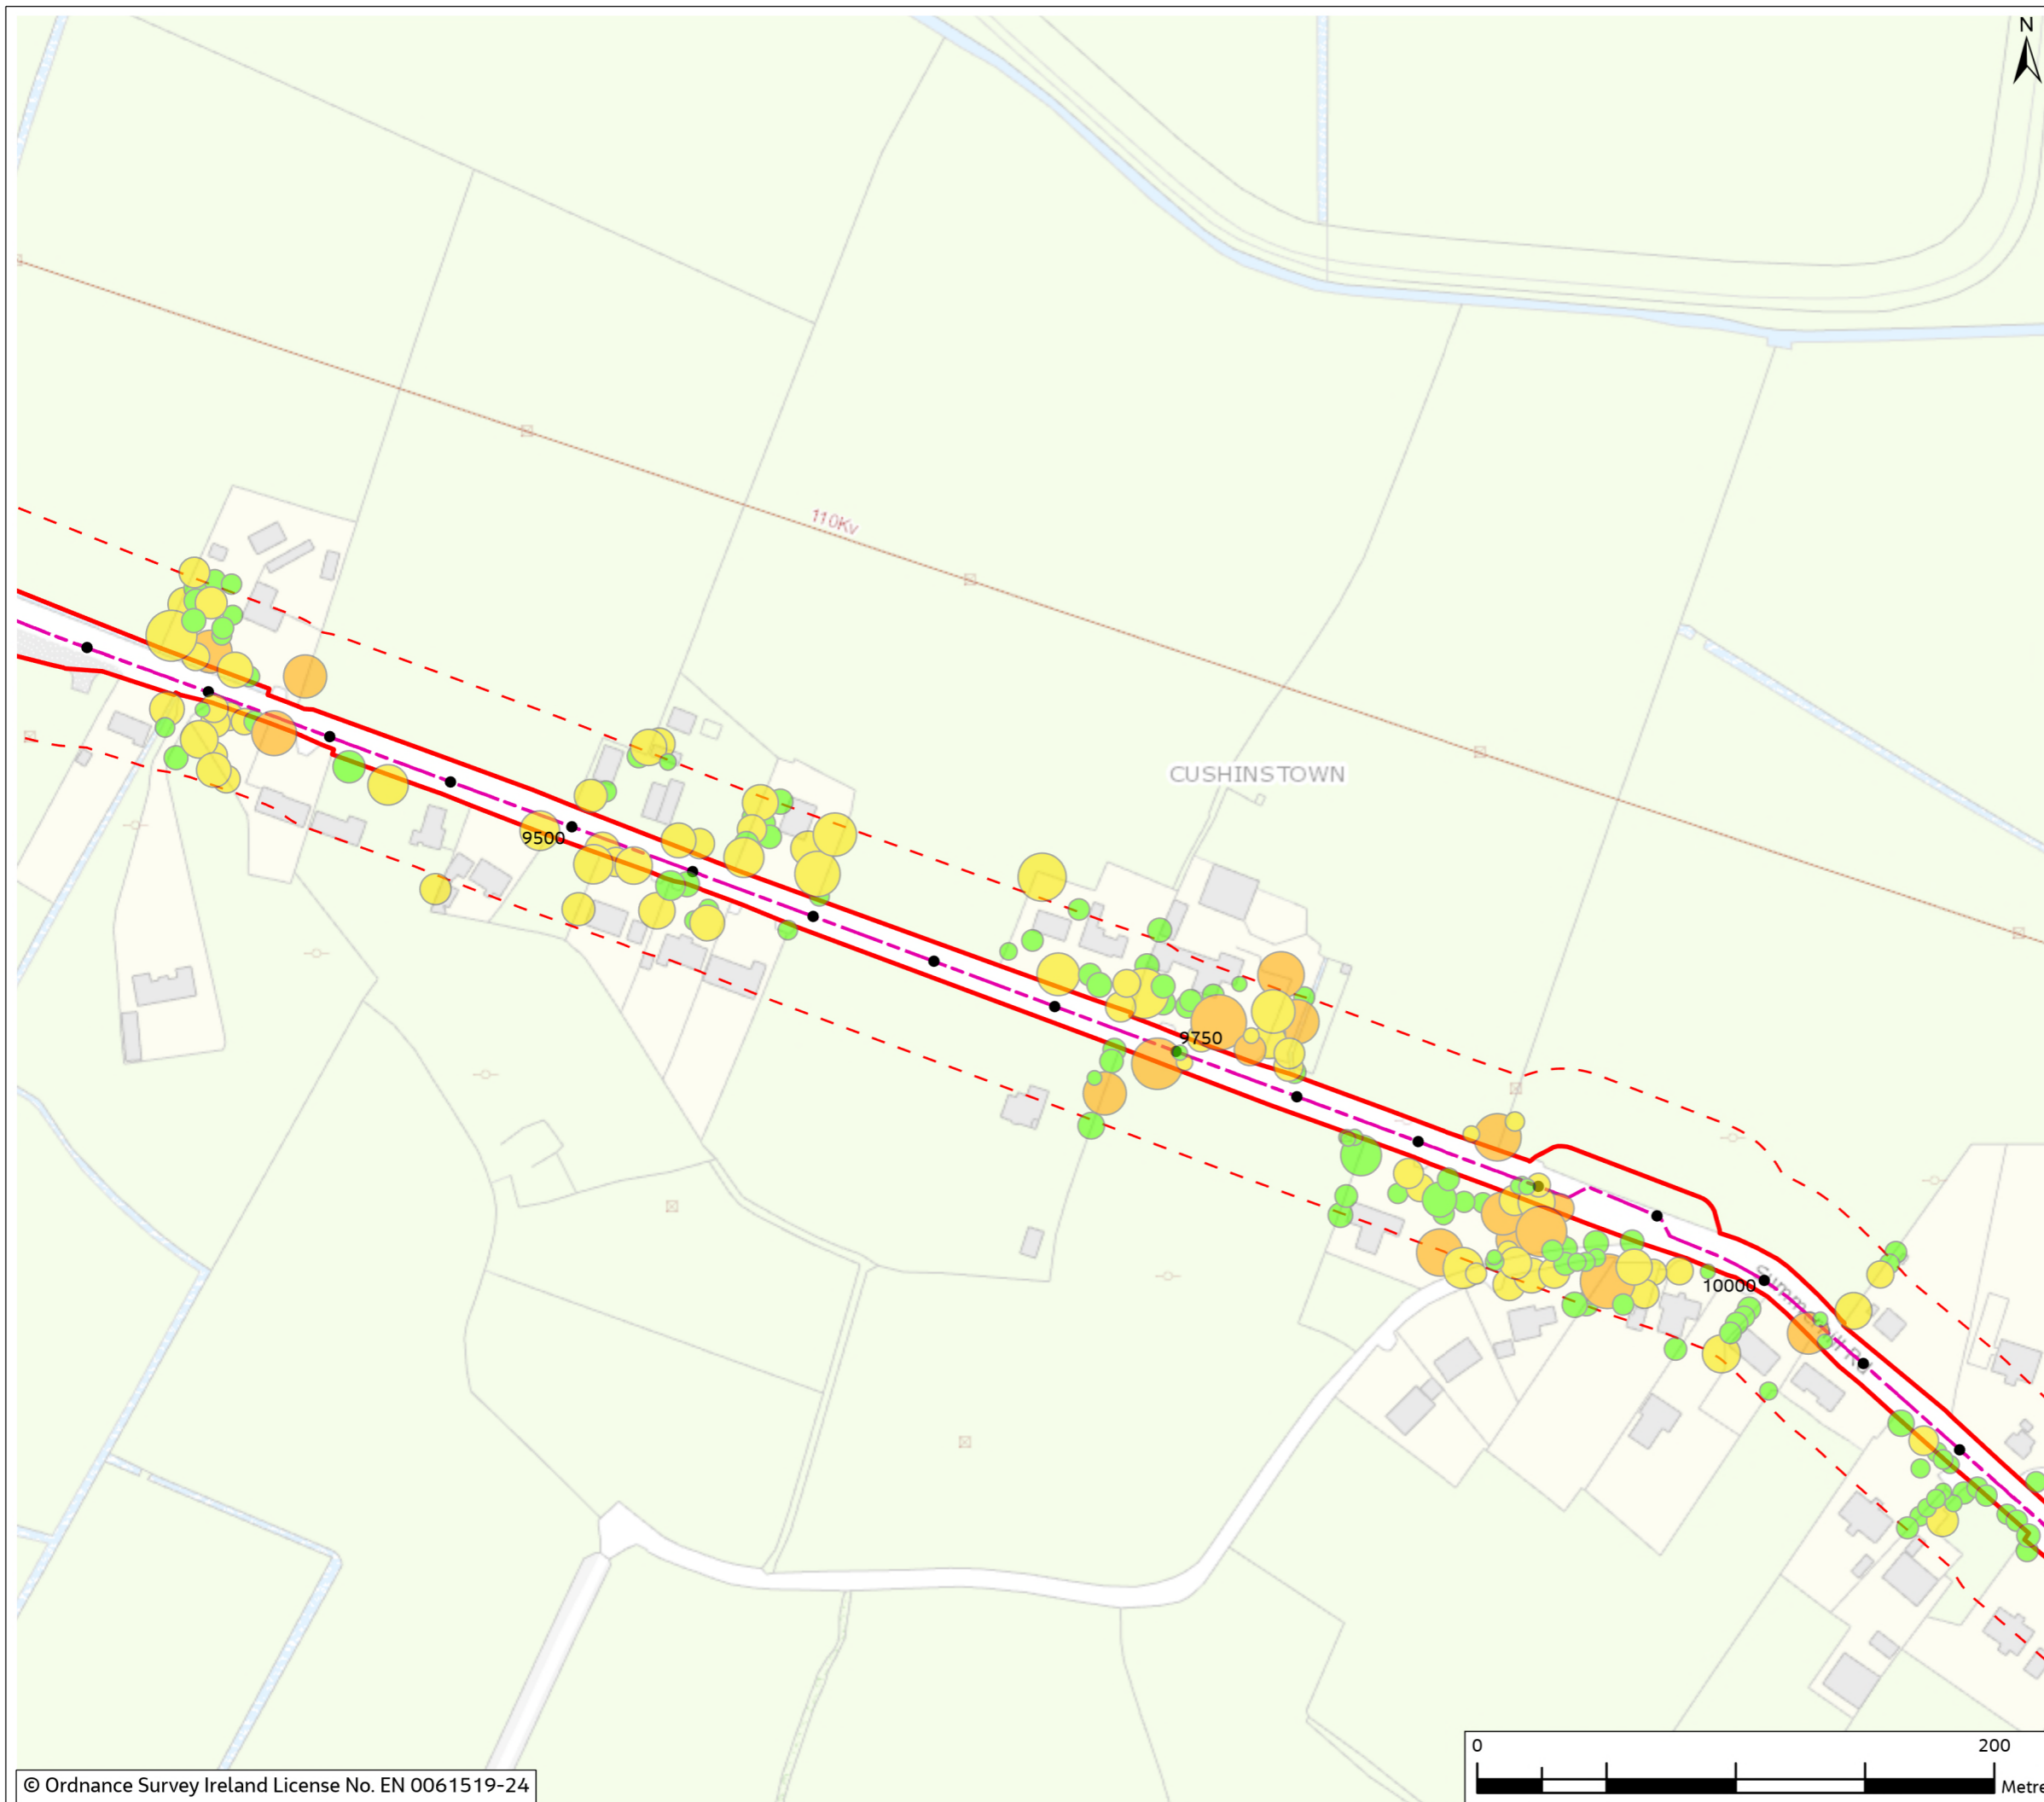 N
110Kv
CUSHINSTOWN
9500
9750
10000
0 200
Metre
© Ordnance Survey Ireland License No. EN 0061519-24